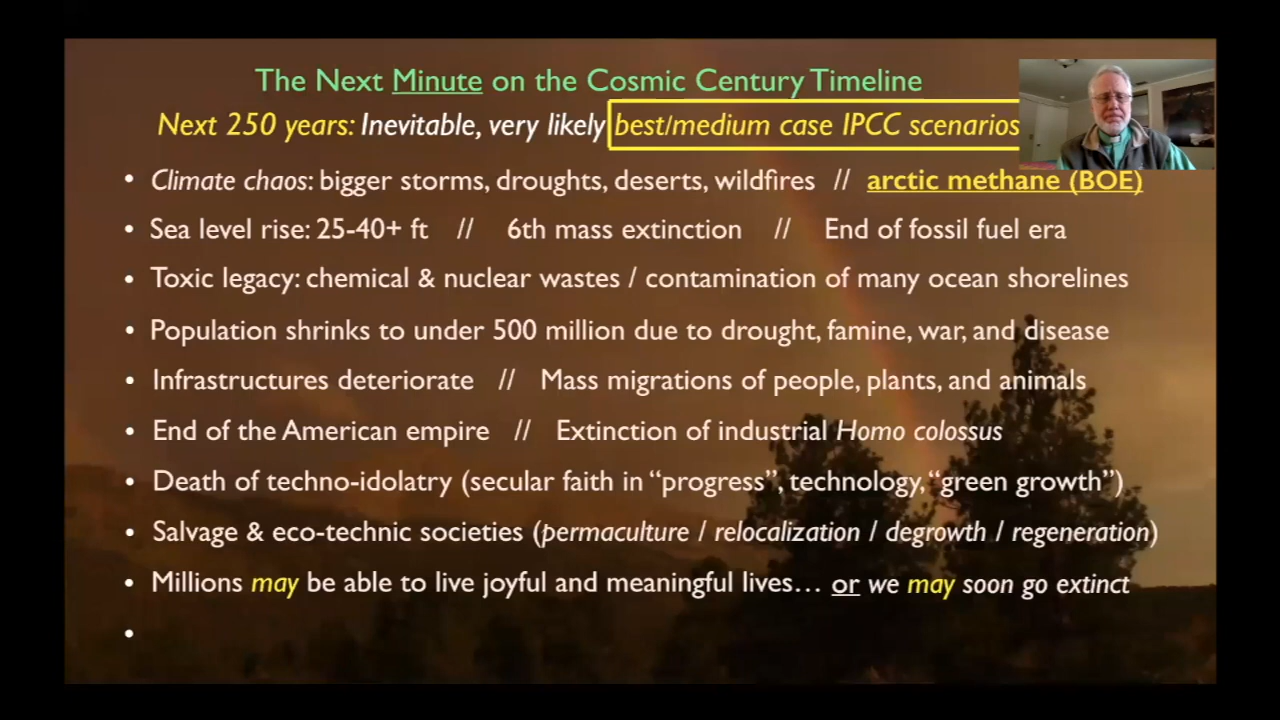 The Next Minute on the Cosmic Century Timeline
Next 250 years: Inevitable, very likely best/medium case IPCC scenarios
• Climate chaos: bigger storms, droughts, deserts, wildfires // arctic methane (BOE)
• Sea level rise: 25-40+ ft // 6th mass extinction // End of fossil fuel era
• Toxic legacy: chemical & nuclear wastes / contamination of many ocean shorelines
• Population shrinks to under 500 million due to drought, famine, war, and disease
• Infrastructures deteriorate // Mass migrations of people, plants, and animals
• End of the American empire // Extinction of industrial Homo colossus
• Death of techno-idolatry (secular faith in “progress”, technology, “green growth”)
• Salvage & eco-technic societies (permaculture / relocalization / degrowth / regeneration)
• Millions may be able to live joyful and meaningful lives… or we may soon go extinct
•